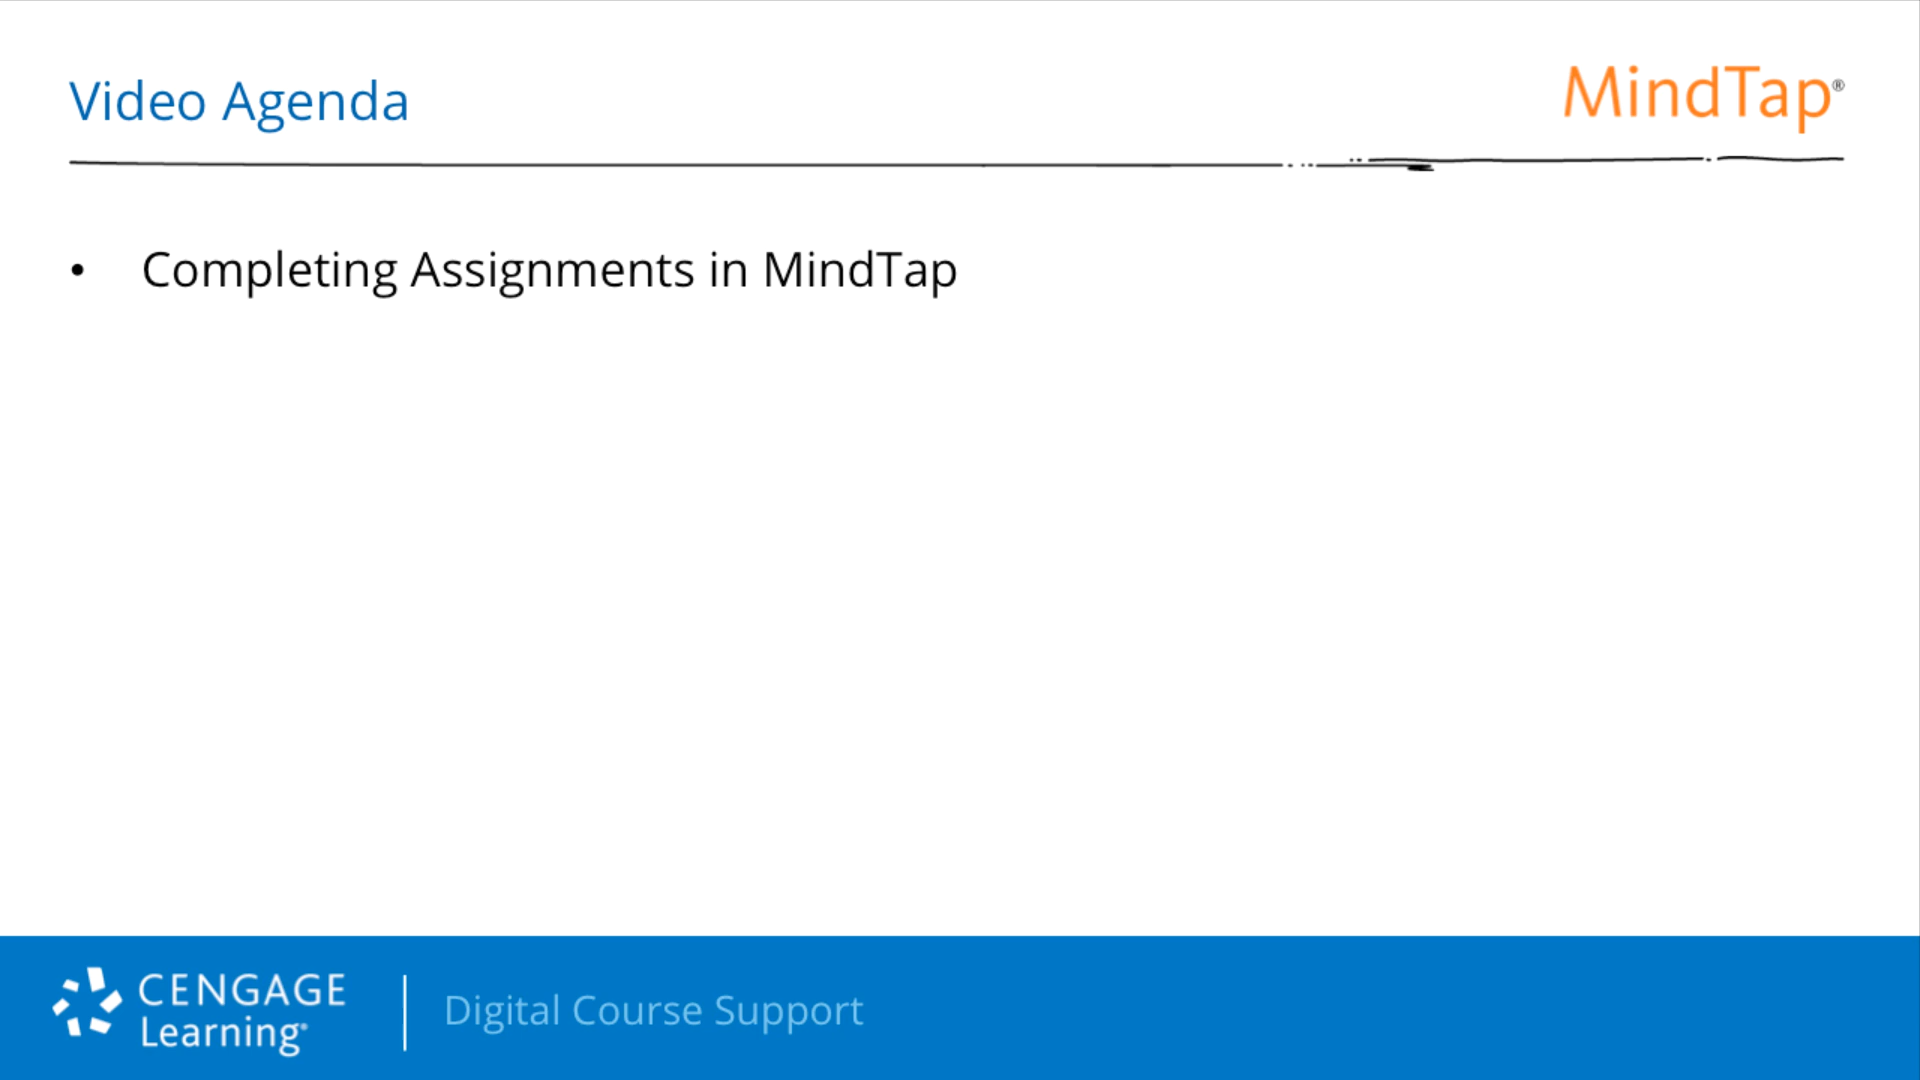 Video Agenda
MindTap®
• Completing Assignments in MindTap
CENGAGE
Learning®
Digital Course Support